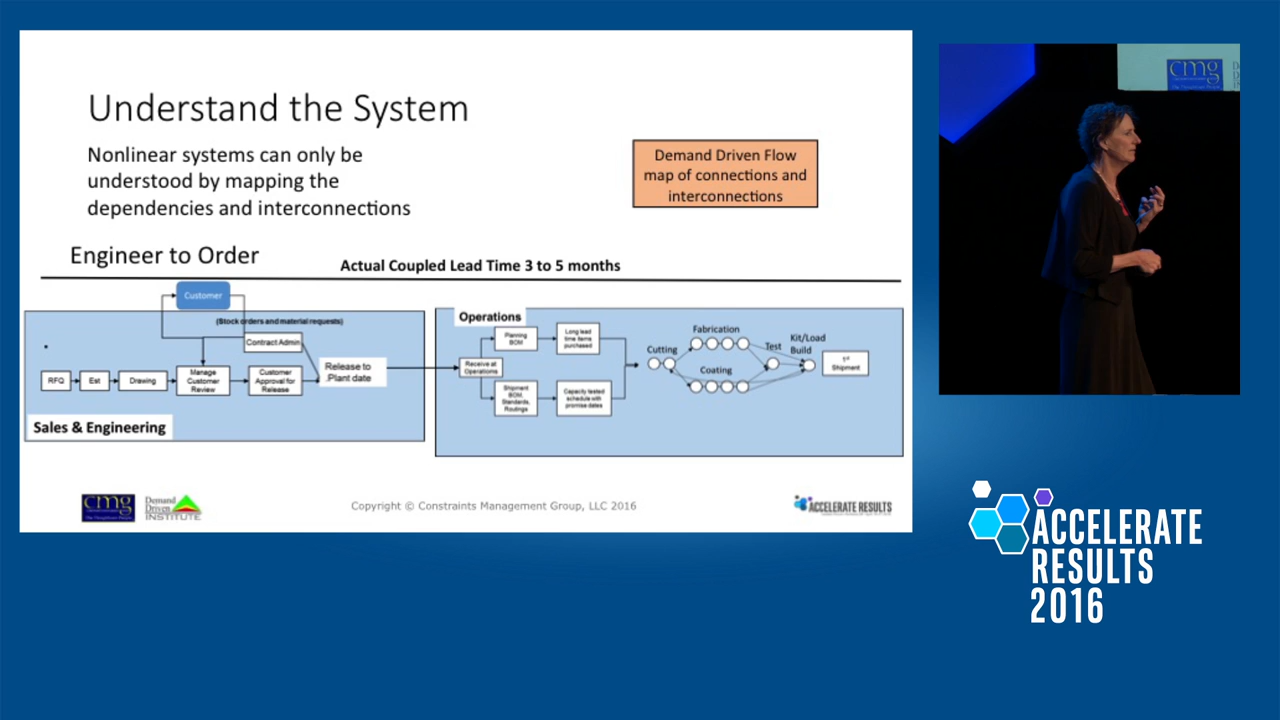 Understand the System
Nonlinear systems can only be
understood by mapping the
dependencies and interconnections
Demand Driven Flow
map of connections and
interconnections
Engineer to Order
Actual Coupled Lead Time 3 to 5 months
Customer
(Stock orders and material requests)
Contract Admin
RFQ
Est
Drawing
Manage
Customer
Review
Customer
Approval for
Release
Release to
Plant date
Sales & Engineering
Operations
Receive at
Operations
Planning
BOM
Long lead
time items
purchased
Shipment
BOM,
Standards,
Routings
Capacity tested
schedule with
promise dates
Cutting
Fabrication
Coating
Test
Kit/Load
Build
1st
Shipment
cmg
Demand
Driven
INSTITUTE
Copyright © Constraints Management Group, LLC 2016
ACCELERATE RESULTS
cmg
ACCELERATE
RESULTS
2016